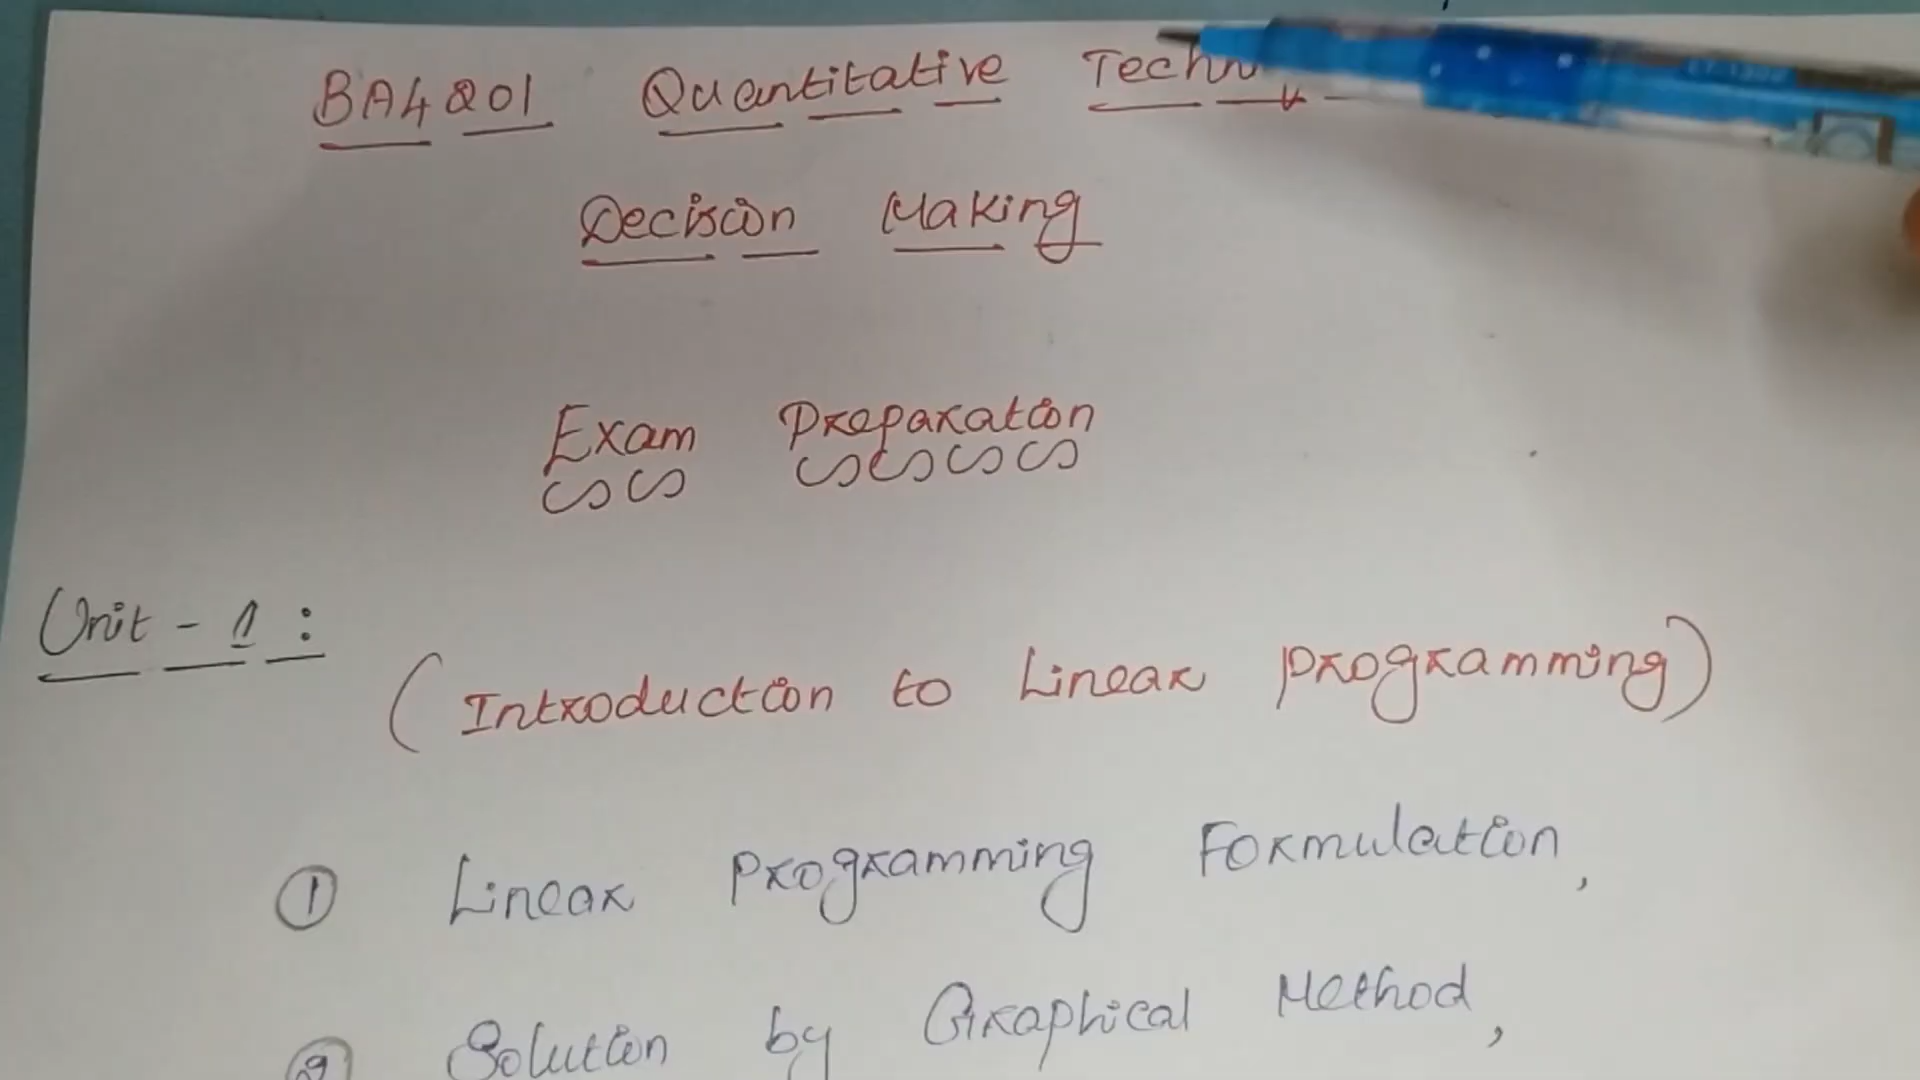 BA4201 Quantitative
Decision Making
Exam Preparation
Unit - 1 :
(Introduction to Linear Programming)
① Linear Programming Formulation,
② Solution by Graphical Method,